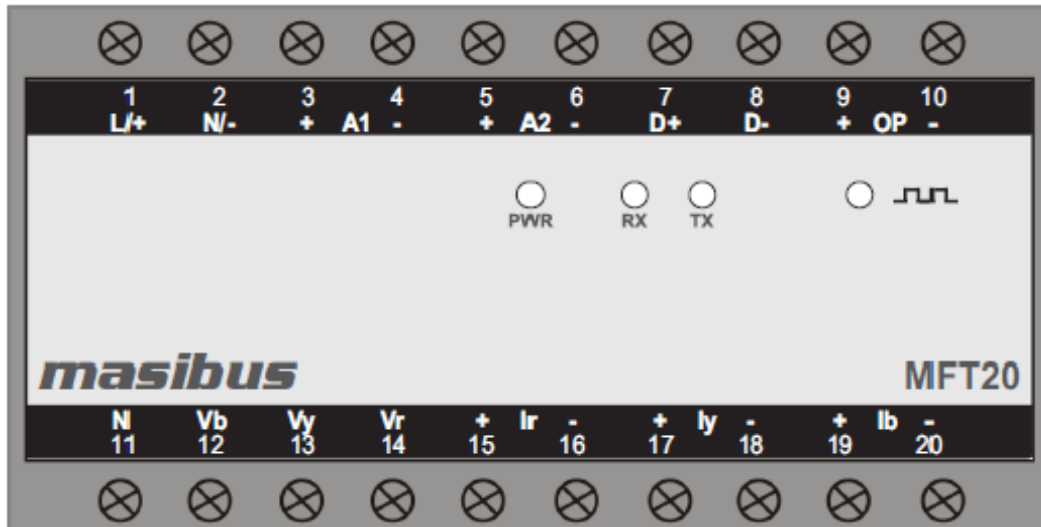 1 2 3 4 5 6 7 8 9 10
L/+ N/- + A1 - + A2 - D+ D- + OP -
PWR RX TX
masibus MFT20
N Vb Vy Vr + Ir - + Iy - + Ib -
11 12 13 14 15 16 17 18 19 20